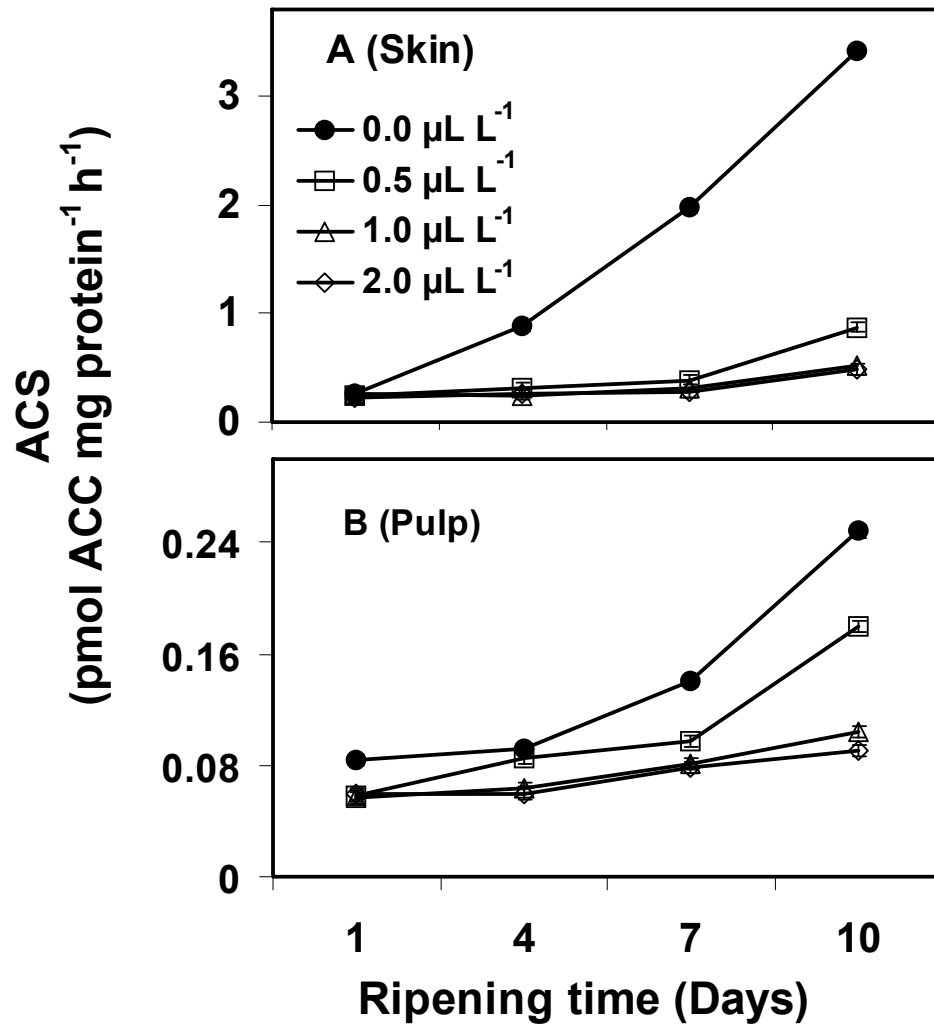 A (Skin)
0.0 µL L⁻¹
0.5 µL L⁻¹
1.0 µL L⁻¹
2.0 µL L⁻¹
3
2
1
0
ACS
(pmol ACC mg protein⁻¹ h⁻¹)
B (Pulp)
0.24
0.16
0.08
0
1 4 7 10
Ripening time (Days)